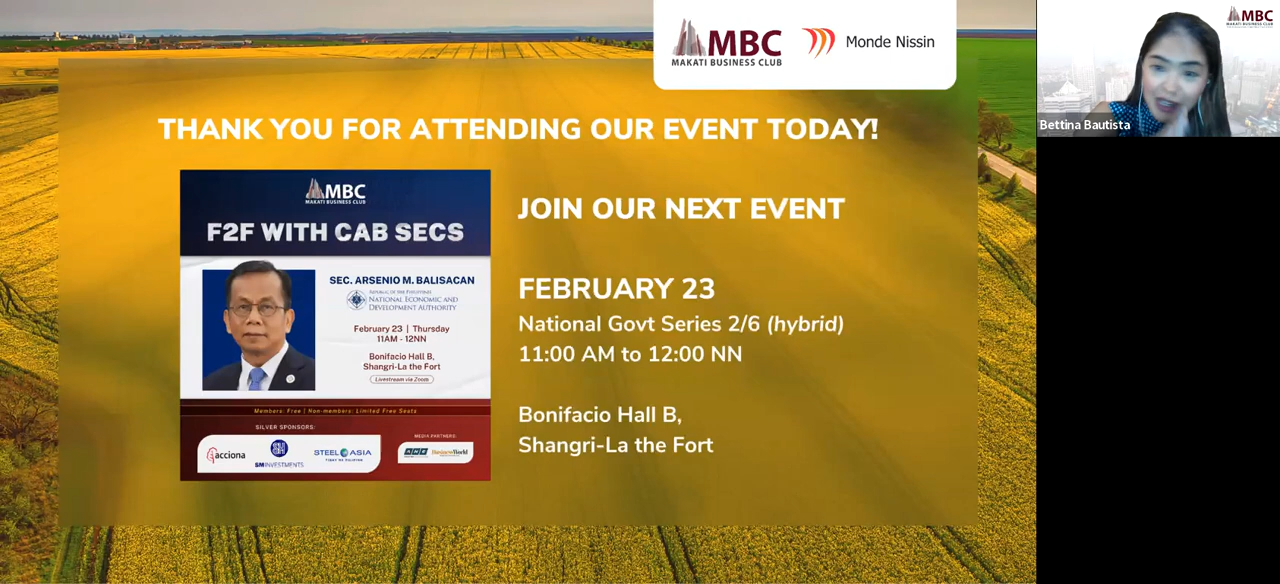 MBC
MAKATI BUSINESS CLUB
Monde Nissin
THANK YOU FOR ATTENDING OUR EVENT TODAY!
MBC
MAKATI BUSINESS CLUB
F2F WITH CAB SECS
SEC. ARSENIO M. BALISACAN
REPUBLIC OF THE PHILIPPINES
NATIONAL ECONOMIC AND
DEVELOPMENT AUTHORITY
February 23 | Thursday
11AM - 12NN
Bonifacio Hall B,
Shangri-La the Fort
Livestream via Zoom
Members: Free | Non-members: Limited Free Seats
SILVER SPONSORS:
acciona
SM INVESTMENTS
STEEL ASIA
MEDIA PARTNERS:
ANC
BusinessWorld
JOIN OUR NEXT EVENT
FEBRUARY 23
National Govt Series 2/6 (hybrid)
11:00 AM to 12:00 NN
Bonifacio Hall B,
Shangri-La the Fort
MBC
MAKATI BUSINESS CLUB
Bettina Bautista